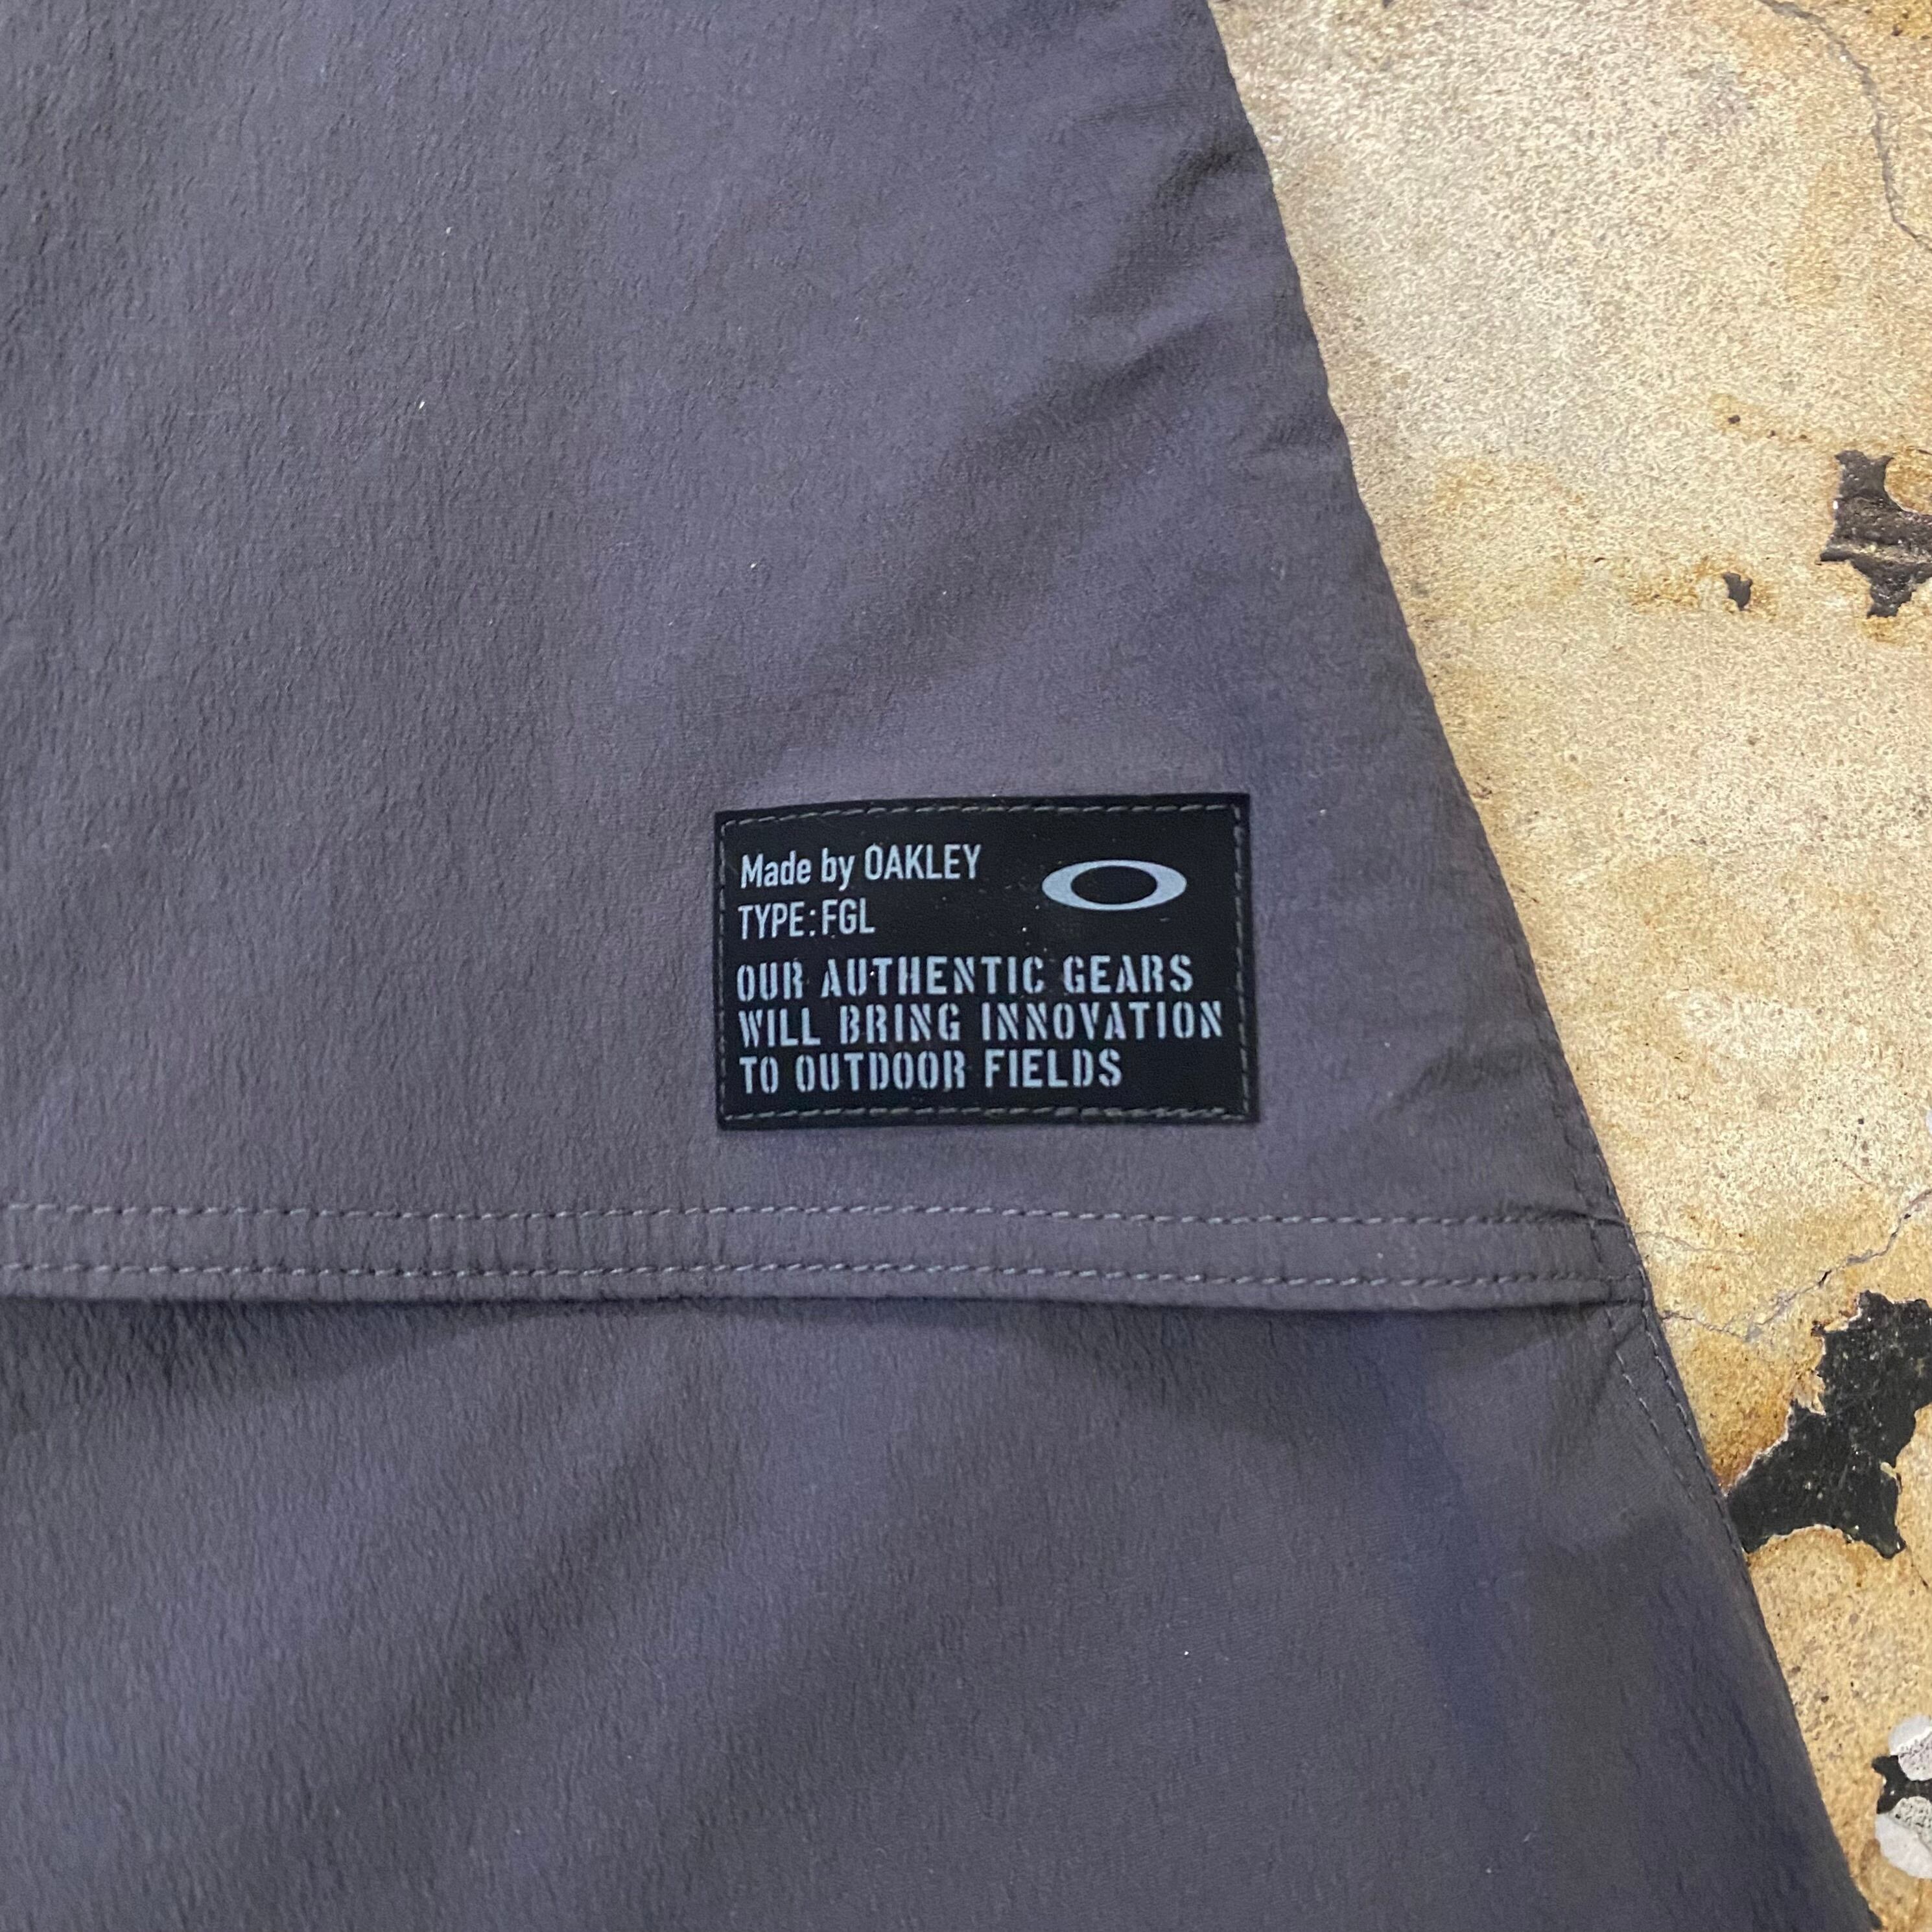 Made by OAKLEY
TYPE:FGL
OUR AUTHENTIC GEARS
WILL BRING INNOVATION
TO OUTDOOR FIELDS